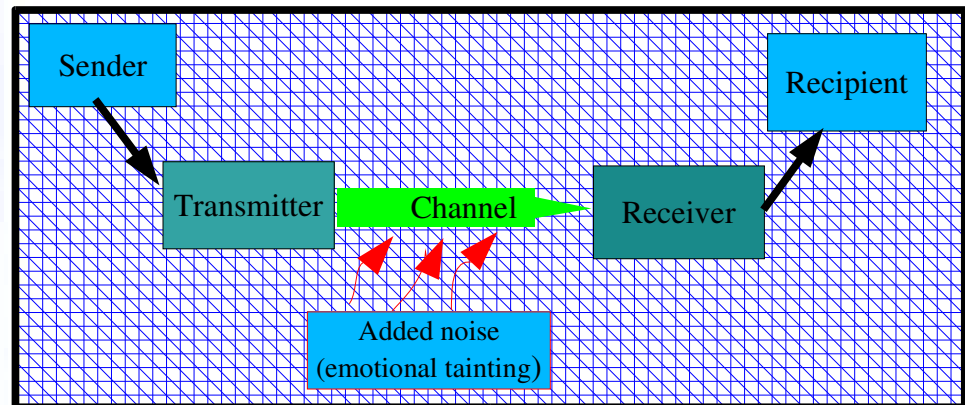 Sender
Recipient
Transmitter
Channel
Receiver
Added noise
(emotional tainting)